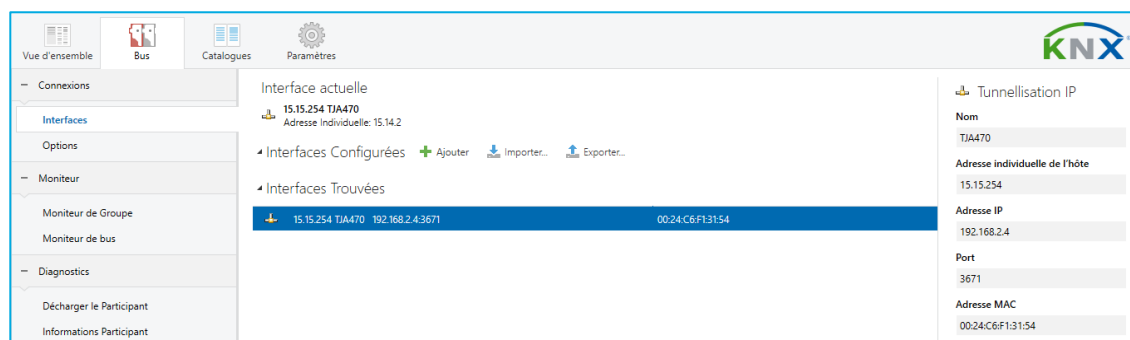 Vue d'ensemble
Bus
Catalogues
Paramètres
KNX
− Connexions
Interfaces
Options
− Moniteur
Moniteur de Groupe
Moniteur de bus
− Diagnostics
Décharger le Participant
Informations Participant
Interface actuelle
15.15.254 TJA470
Adresse Individuelle: 15.14.2
Interfaces Configurées Ajouter Importer... Exporter...
Interfaces Trouvées
15.15.254 TJA470 192.168.2.4:3671 00:24:C6:F1:31:54
Tunnellisation IP
Nom
TJA470
Adresse individuelle de l'hôte
15.15.254
Adresse IP
192.168.2.4
Port
3671
Adresse MAC
00:24:C6:F1:31:54